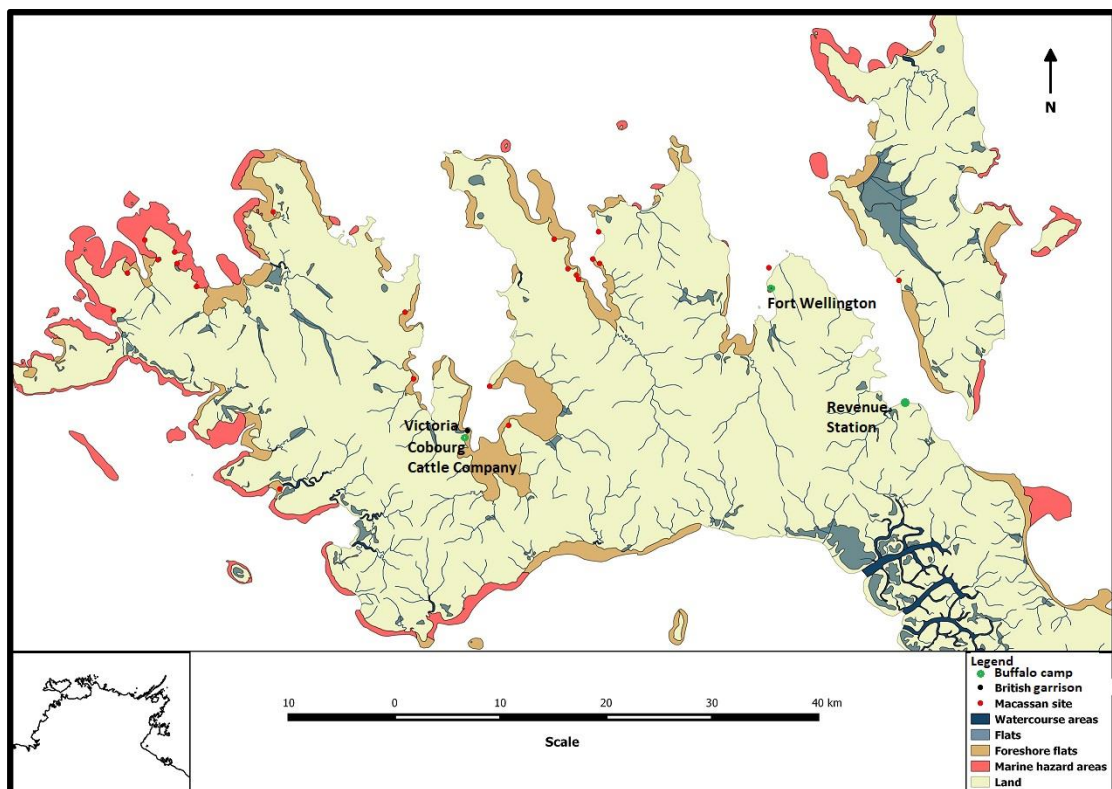 N
Fort Wellington
Revenue
Station
Victoria
Cobourg
Cattle Company
Legend
Buffalo camp
British garrison
Macassan site
Watercourse areas
Flats
Foreshore flats
Marine hazard areas
Land
10 0 10 20 30 40 km
Scale